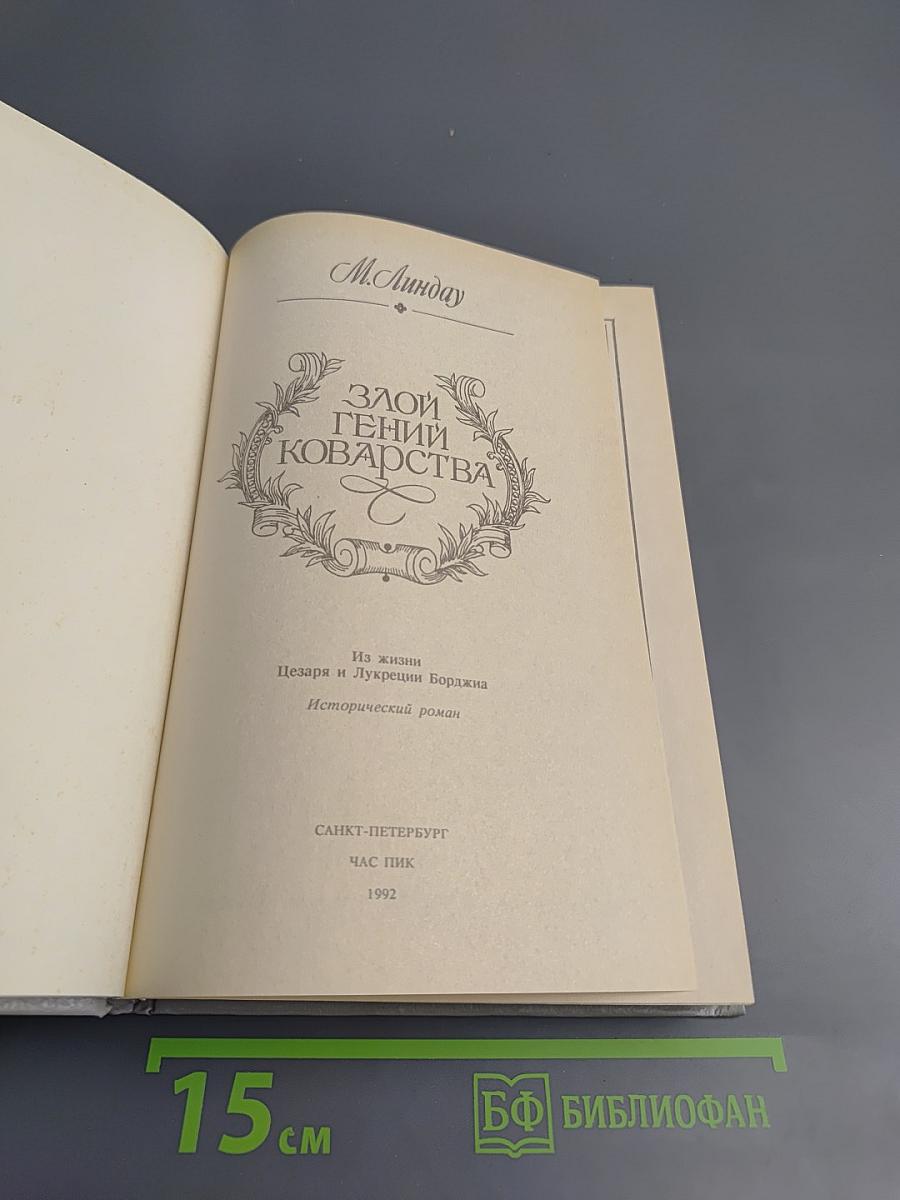 М.Линдау
ЗЛОЙ
ГЕНИЙ
КОВАРСТВА
Из жизни
Цезаря и Лукреции Борджиа
Исторический роман
САНКТ-ПЕТЕРБУРГ
ЧАС ПИК
1992
15 см
БФ БИБЛИОФАН